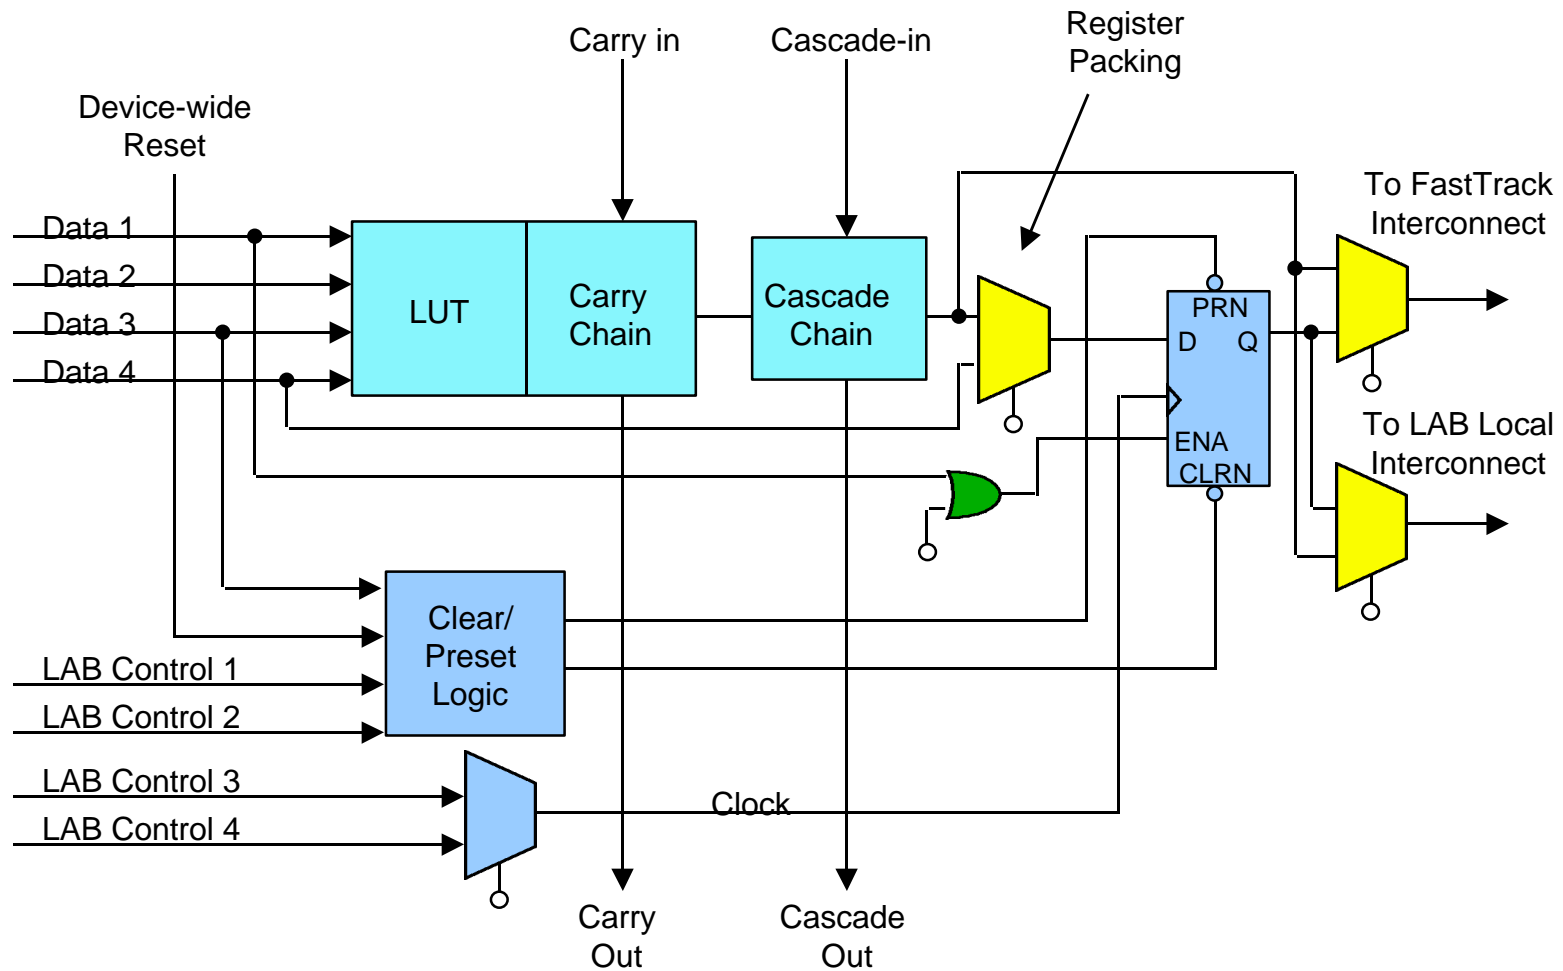 Register
Packing
Carry in
Cascade-in
Device-wide
Reset
To FastTrack
Interconnect
Data 1
Data 2
Data 3
Data 4
LUT
Carry
Chain
Cascade
Chain
PRN
D
Q
ENA
CLRN
To LAB Local
Interconnect
Clear/
Preset
Logic
LAB Control 1
LAB Control 2
LAB Control 3
LAB Control 4
Clock
Carry
Out
Cascade
Out